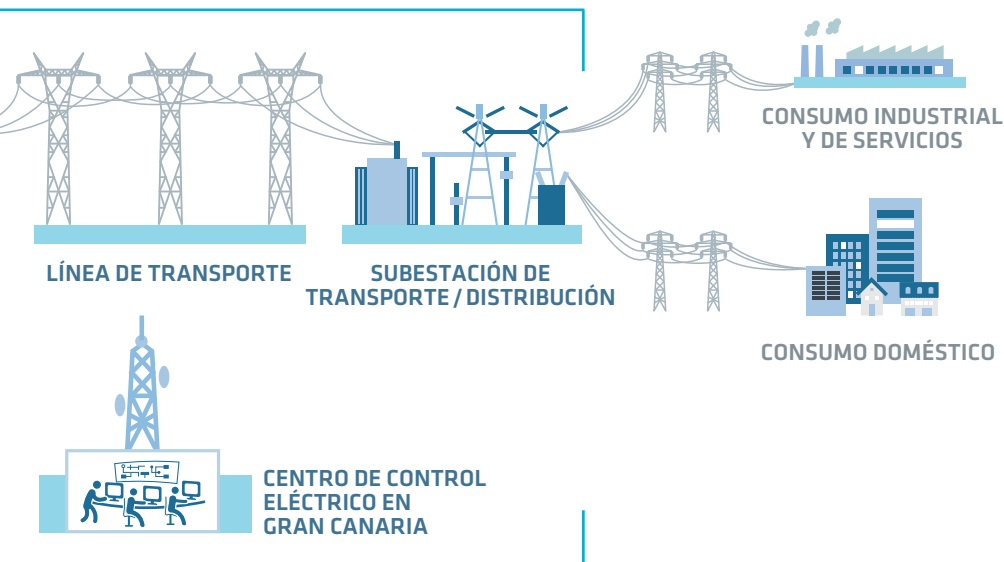 CONSUMO INDUSTRIAL
Y DE SERVICIOS
LÍNEA DE TRANSPORTE
SUBESTACIÓN DE
TRANSPORTE / DISTRIBUCIÓN
CONSUMO DOMÉSTICO
CENTRO DE CONTROL
ELÉCTRICO EN
GRAN CANARIA